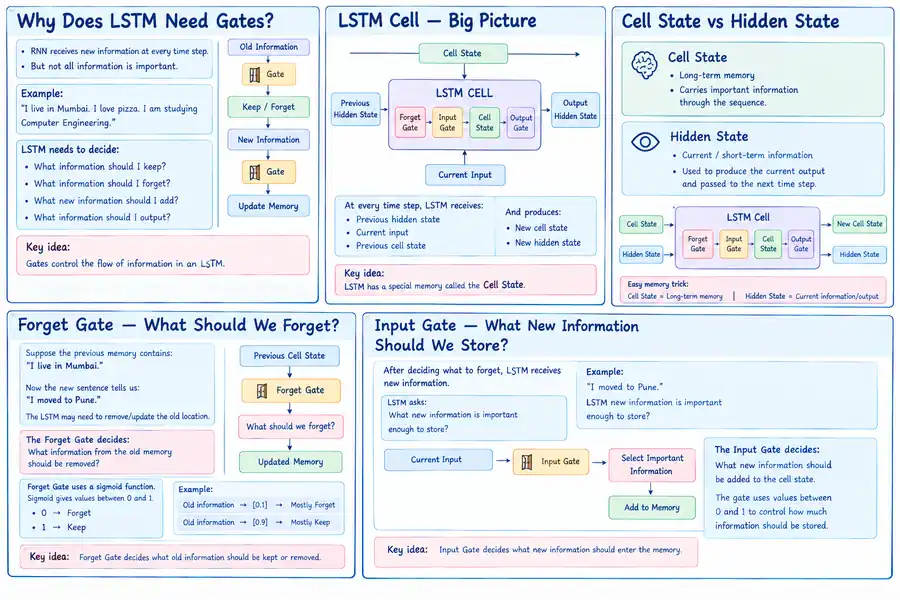 Why Does LSTM Need Gates?
• RNN receives new information at every time step.
• But not all information is important.
Example:
"I live in Mumbai. I love pizza. I am studying
Computer Engineering."
LSTM needs to decide:
• What information should I keep?
• What information should I forget?
• What new information should I add?
• What information should I output?
Old Information
Gate
Keep / Forget
New Information
Gate
Update Memory
Key idea:
Gates control the flow of information in an LSTM.
LSTM Cell — Big Picture
Cell State
LSTM CELL
Previous
Hidden State
Forget
Gate
Input
Gate
Cell
State
Output
Gate
Output
Hidden State
Current Input
At every time step, LSTM receives:
• Previous hidden state
• Current input
• Previous cell state
And produces:
• New cell state
• New hidden state
Key idea:
LSTM has a special memory called the Cell State.
Cell State vs Hidden State
Cell State
• Long-term memory
• Carries important information
through the sequence.
Hidden State
• Current / short-term information
• Used to produce the current output
and passed to the next time step.
LSTM Cell
Cell State
Hidden State
Forget
Gate
Input
Gate
Cell
State
Output
Gate
New Cell State
Hidden State
Easy memory trick:
Cell State = Long-term memory | Hidden State = Current information/output
Forget Gate — What Should We Forget?
Suppose the previous memory contains:
"I live in Mumbai."
Now the new sentence tells us:
"I moved to Pune."
The LSTM may need to remove/update the old location.
The Forget Gate decides:
What information from the old memory
should be removed?
Forget Gate uses a sigmoid function.
Sigmoid gives values between 0 and 1.
• 0 → Forget
• 1 → Keep
Previous Cell State
Forget Gate
What should we forget?
Updated Memory
Example:
Old information → [0.1] → Mostly Forget
Old information → [0.9] → Mostly Keep
Key idea: Forget Gate decides what old information should be kept or removed.
Input Gate — What New Information
Should We Store?
After deciding what to forget, LSTM receives
new information.
LSTM asks:
What new information is important
enough to store?
Example:
"I moved to Pune."
LSTM new information is important
enough to store?
Current Input
Input Gate
Select Important
Information
Add to Memory
The Input Gate decides:
What new information should
be added to the cell state.
The gate uses values between
0 and 1 to control how much
information should be stored.
Key idea: Input Gate decides what new information should enter the memory.